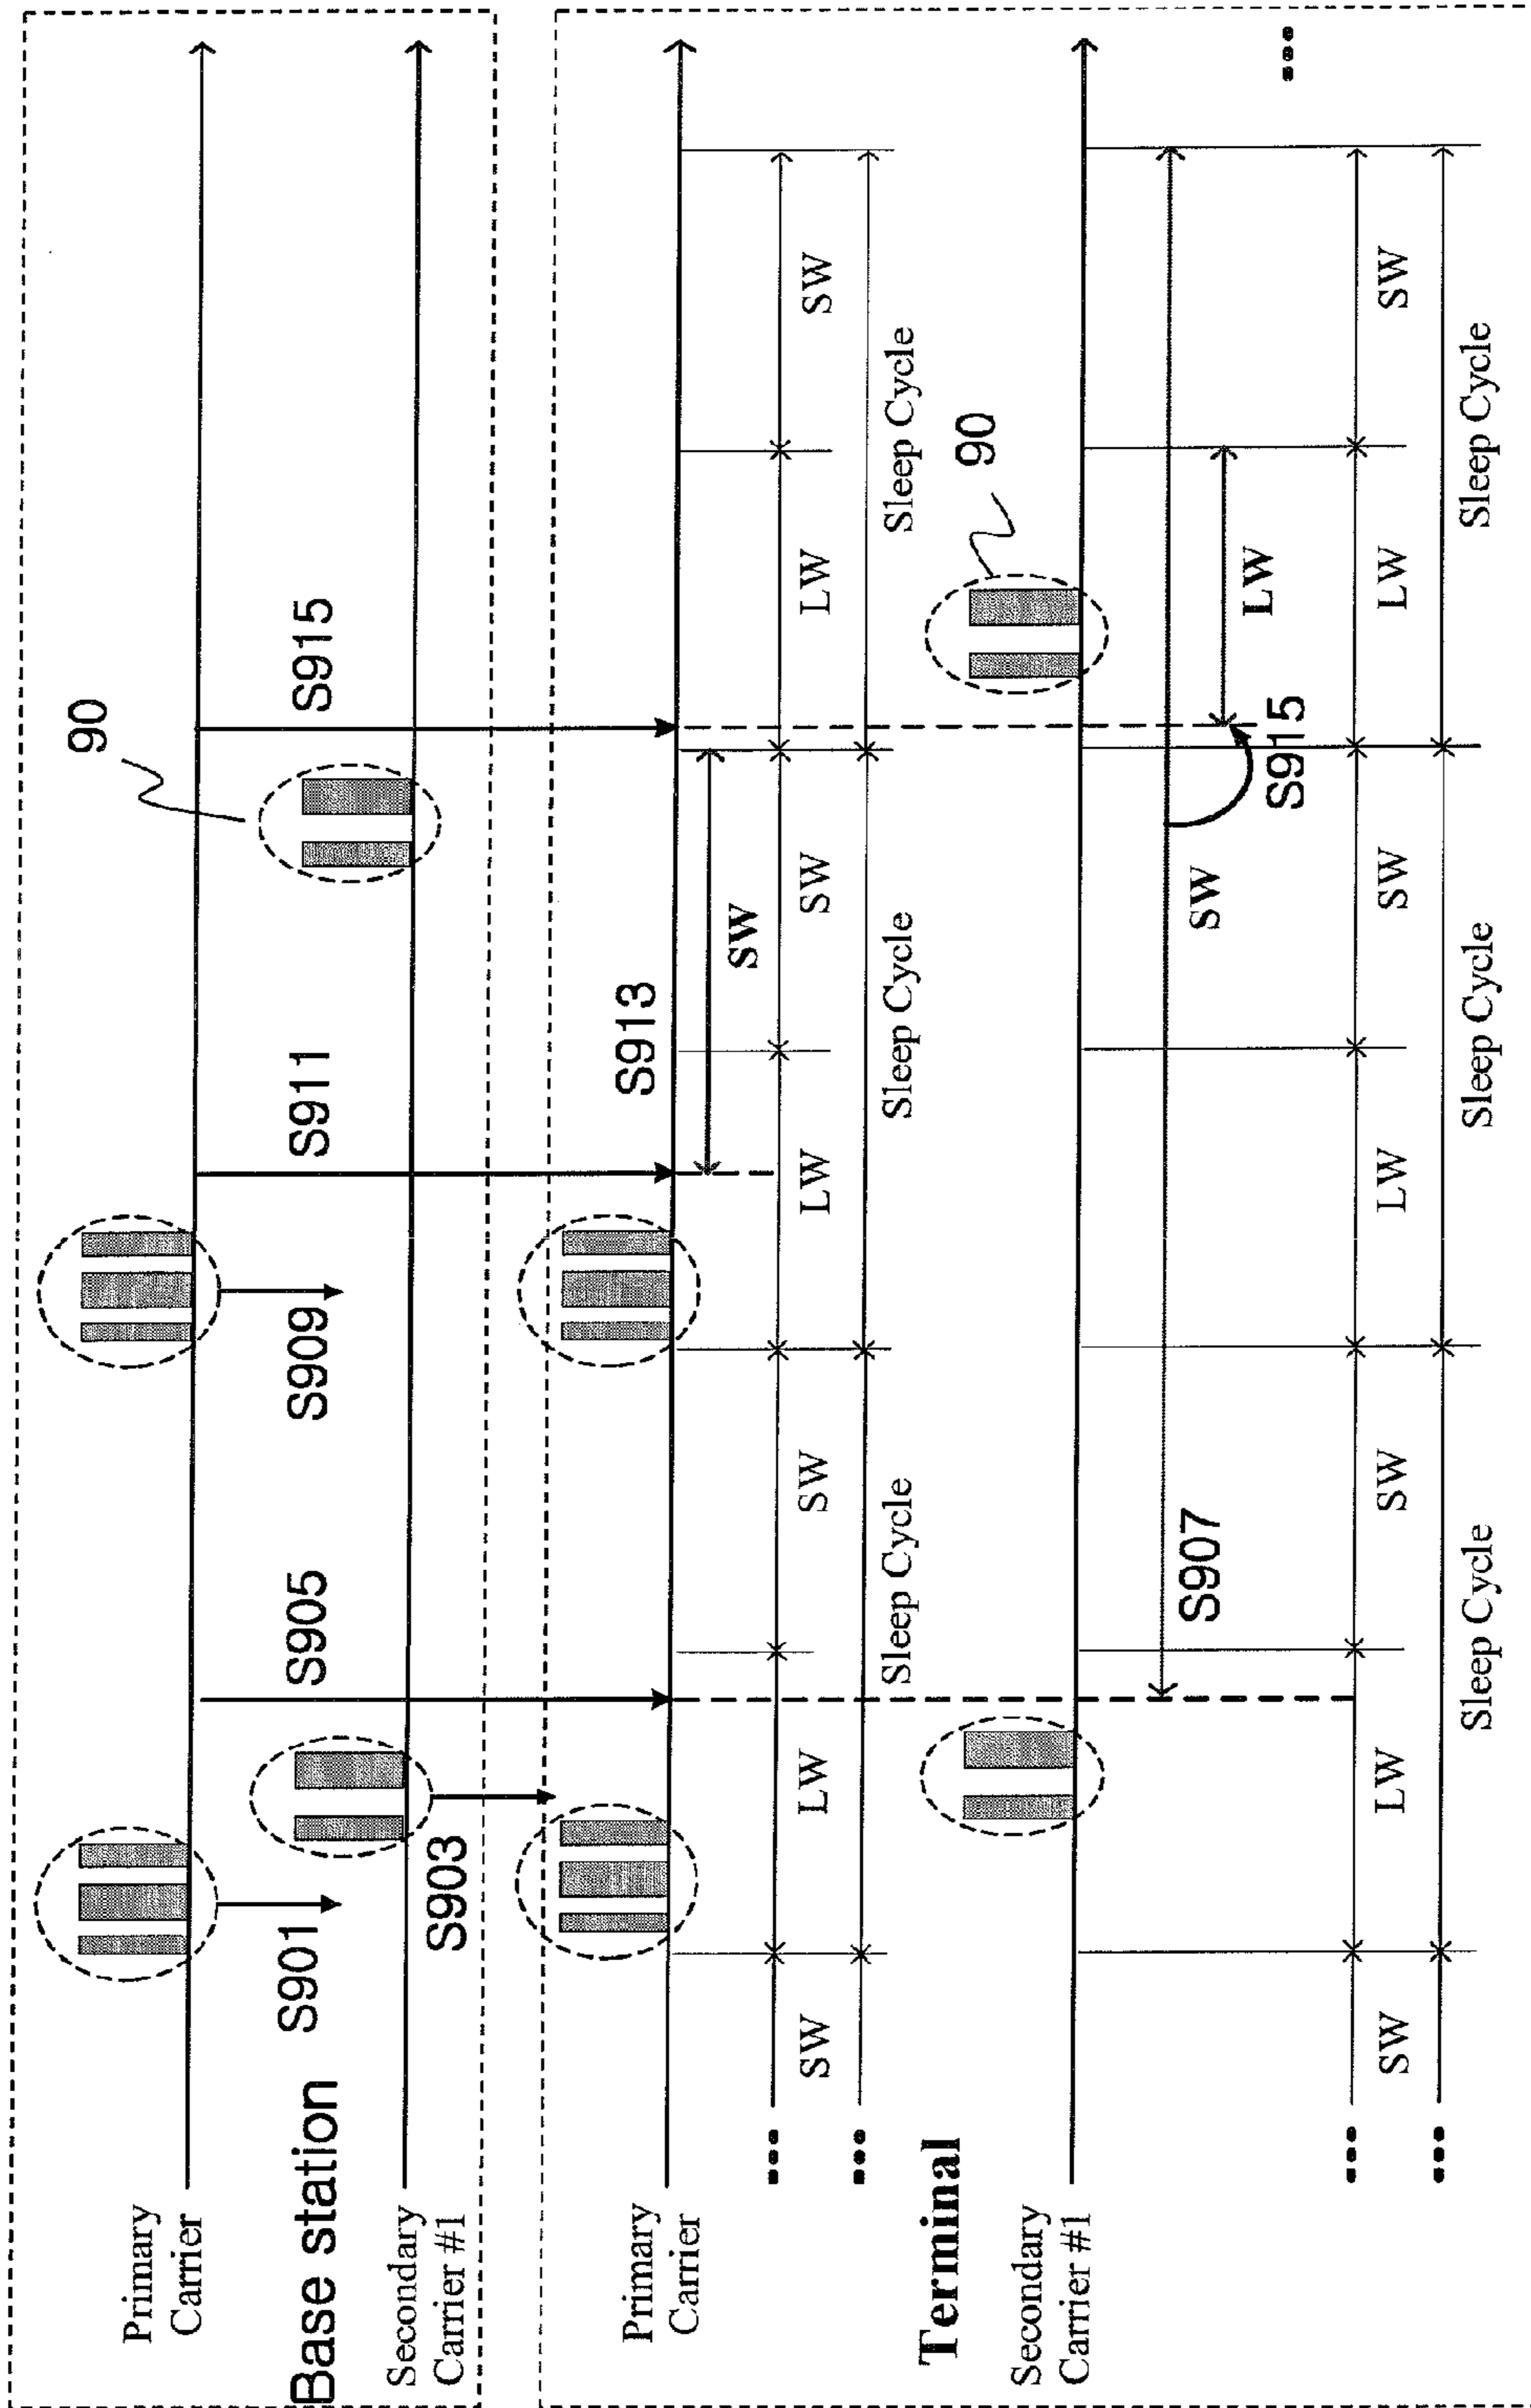 Primary
Carrier
90
S901
S905
S909
S911
S915
Base station
Secondary
Carrier #1
S903
Primary
Carrier
S913
SW
SW
LW
SW
LW
SW
LW
SW
Sleep Cycle
Sleep Cycle
Sleep Cycle
Terminal
90
Secondary
Carrier #1
S907
SW
S915
LW
SW
LW
SW
LW
SW
LW
SW
Sleep Cycle
Sleep Cycle
Sleep Cycle